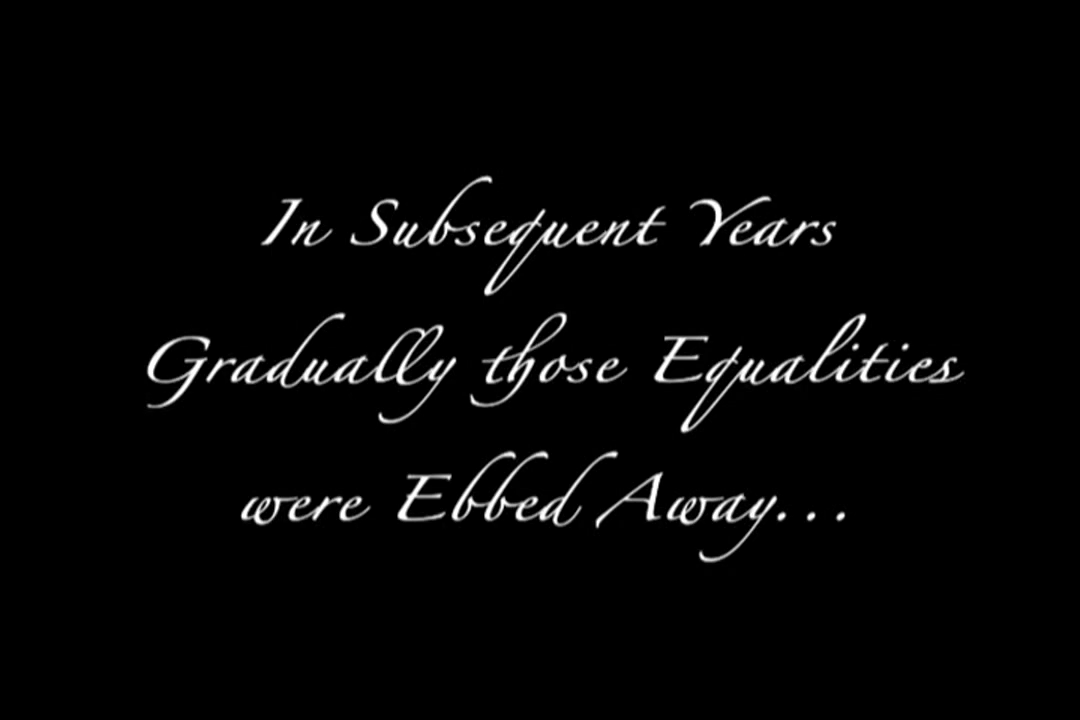 In Subsequent Years
Gradually those Equalities
were Ebbed Away...